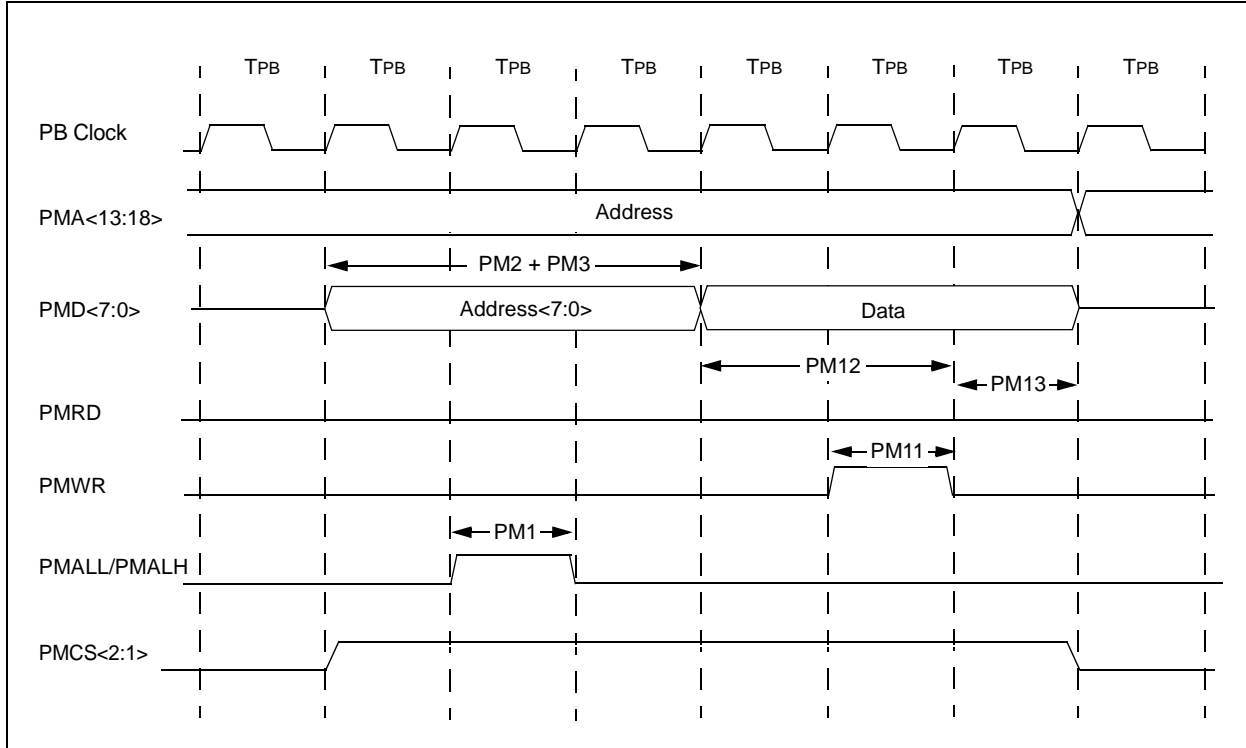 TPB TPB TPB TPB TPB TPB TPB TPB
PB Clock
PMA<13:18>
Address
PM2 + PM3
PMD<7:0>
Address<7:0>
Data
PM12
PM13
PMRD
PM11
PMWR
PM1
PMALL/PMALH
PMCS<2:1>